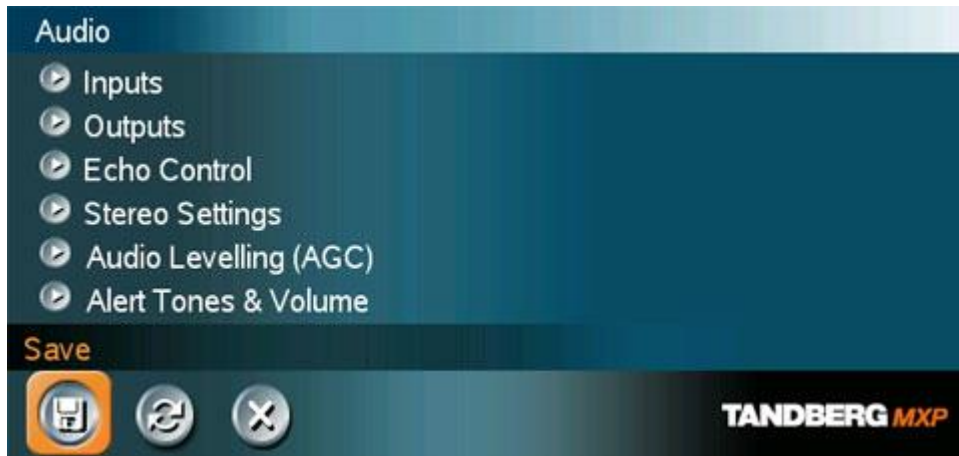 Audio
Inputs
Outputs
Echo Control
Stereo Settings
Audio Levelling (AGC)
Alert Tones & Volume
Save
TANDBERG MXP